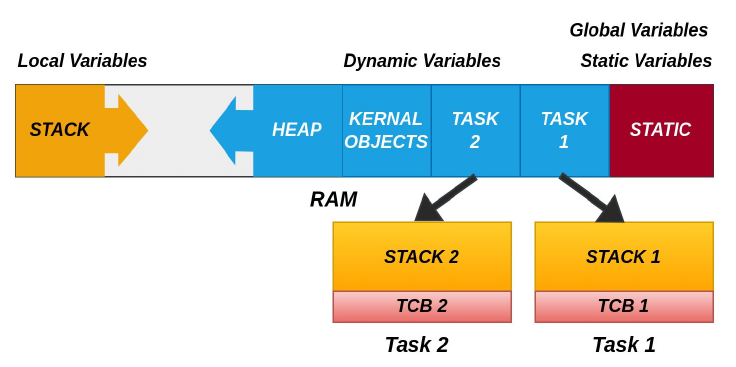 Global Variables
Local Variables
Dynamic Variables
Static Variables
STACK
HEAP
KERNAL
OBJECTS
TASK
2
TASK
1
STATIC
RAM
STACK 2
STACK 1
TCB 2
TCB 1
Task 2
Task 1